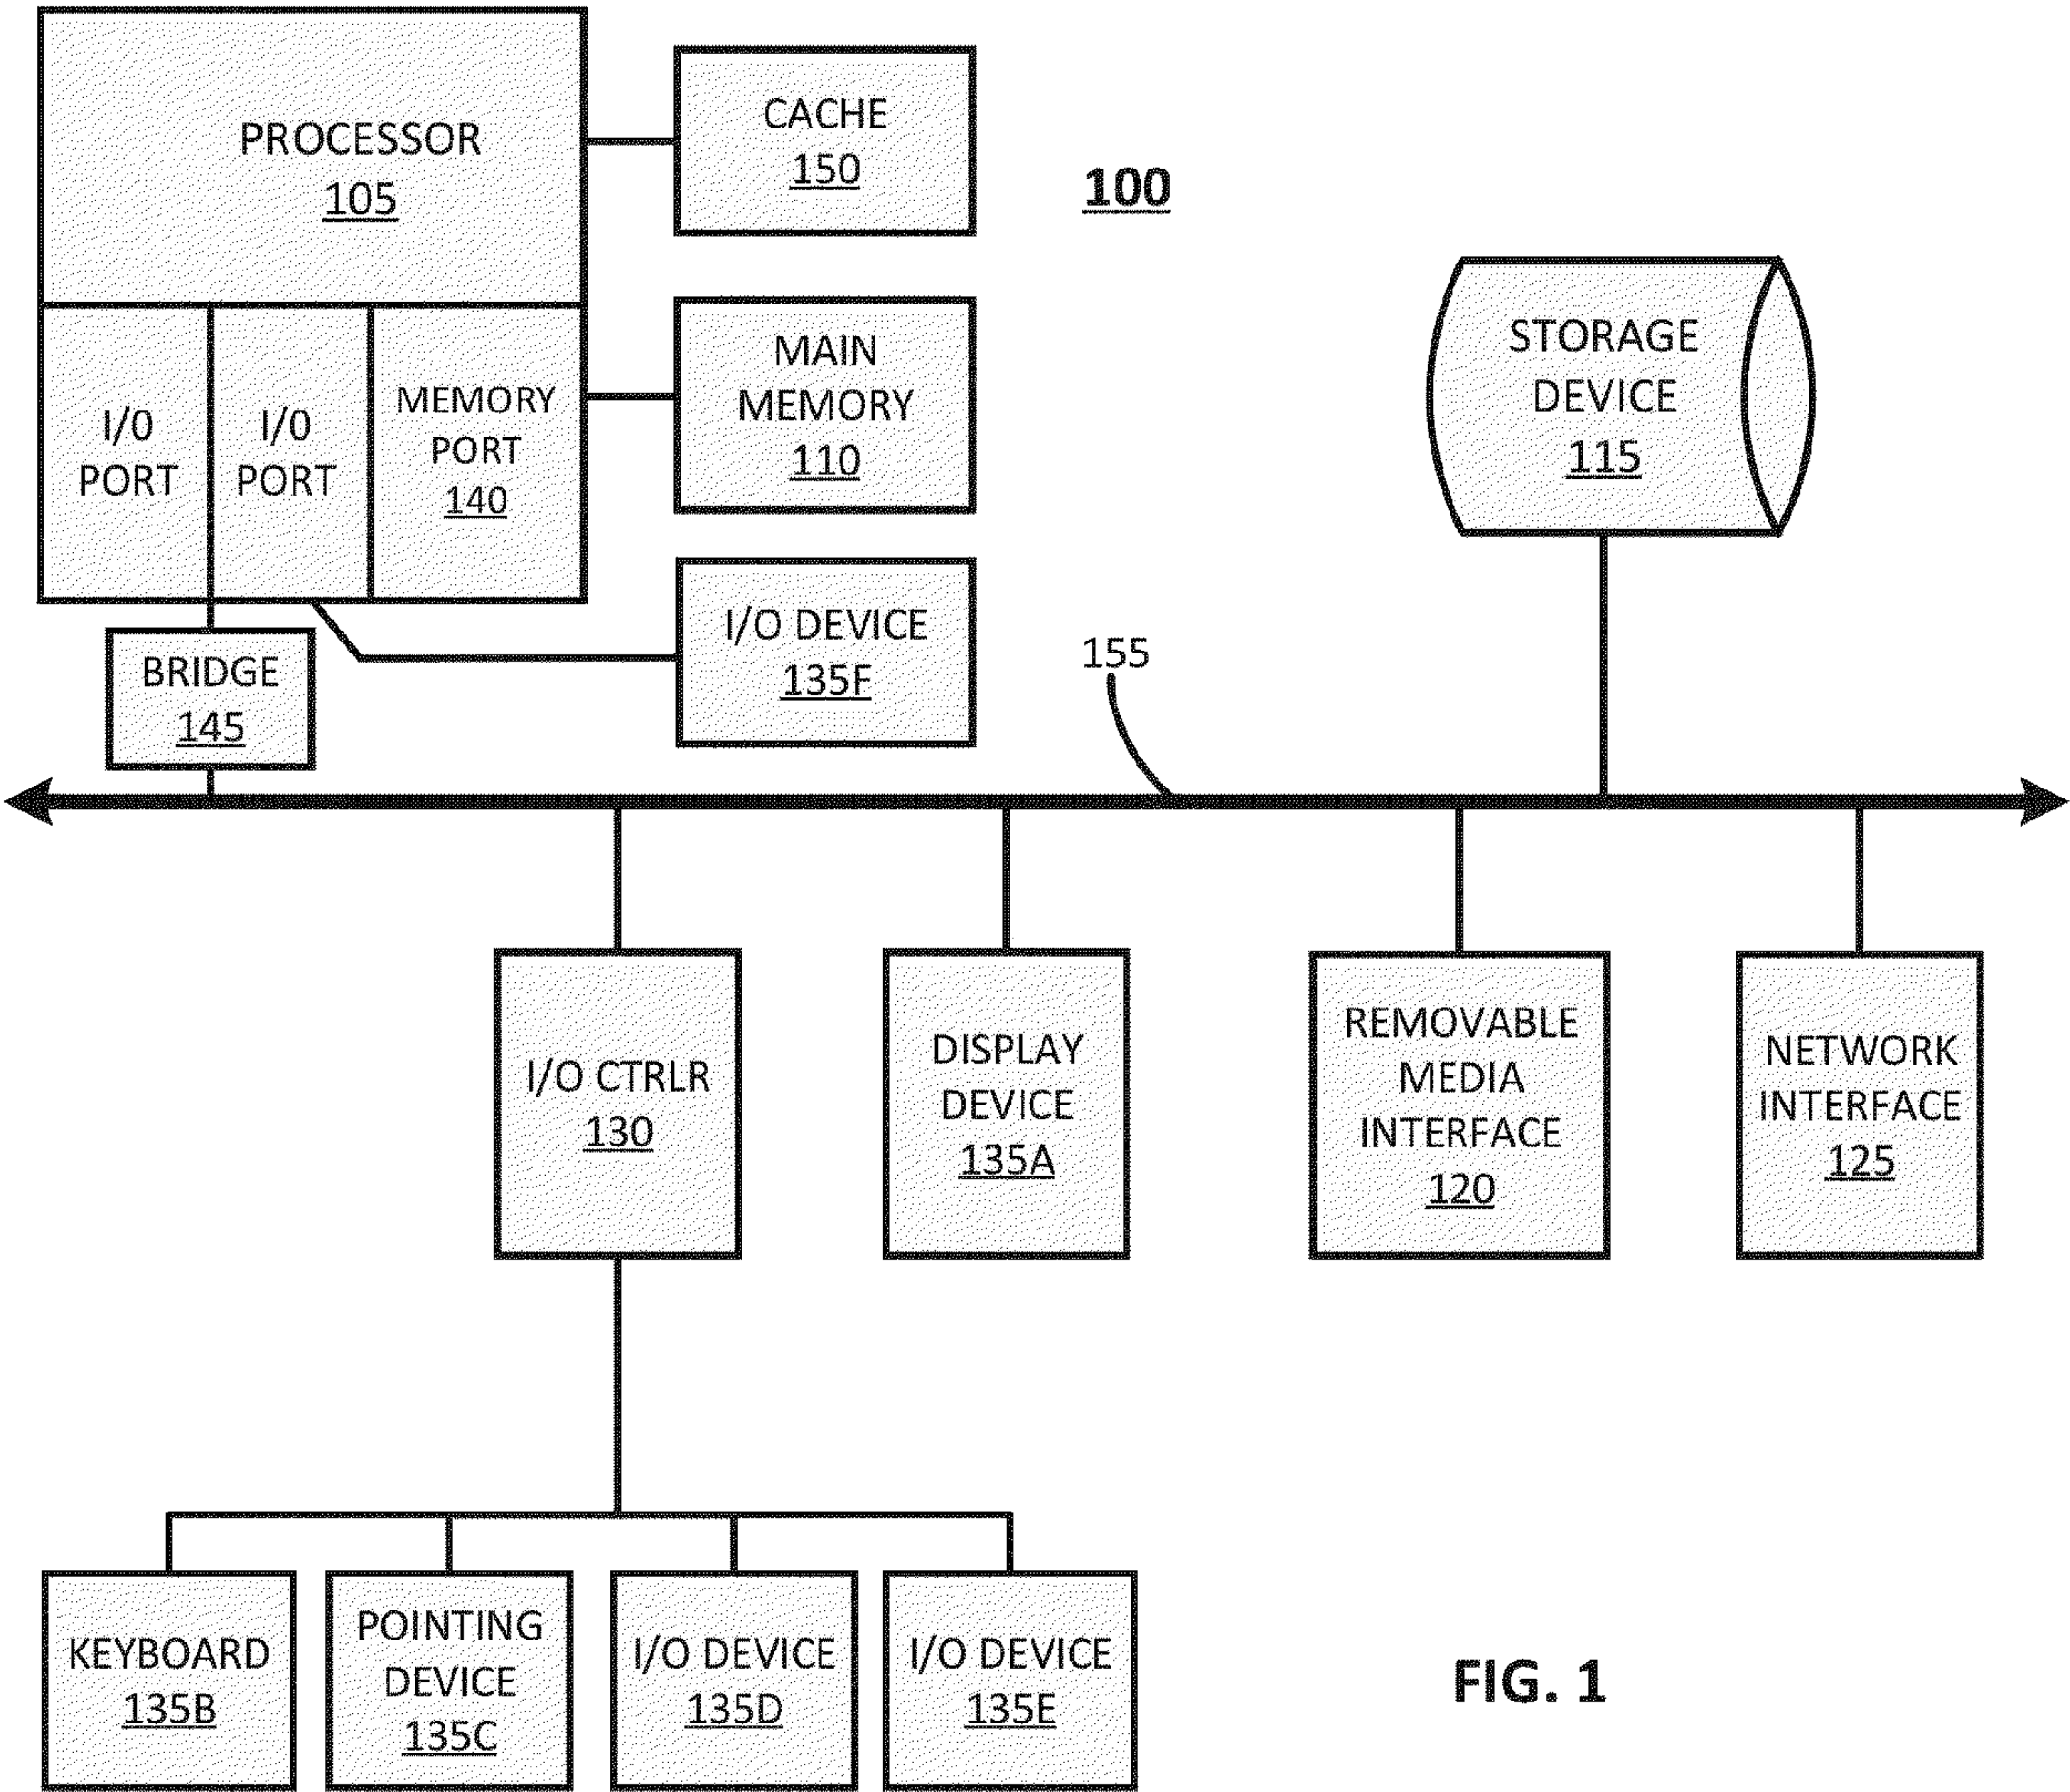 PROCESSOR
105
CACHE
150
100
I/0
PORT
I/0
PORT
MEMORY
PORT
140
MAIN
MEMORY
110
STORAGE
DEVICE
115
I/O DEVICE
135F
BRIDGE
145
155
I/O CTRLR
130
DISPLAY
DEVICE
135A
REMOVABLE
MEDIA
INTERFACE
120
NETWORK
INTERFACE
125
KEYBOARD
135B
POINTING
DEVICE
135C
I/O DEVICE
135D
I/O DEVICE
135E
FIG. 1